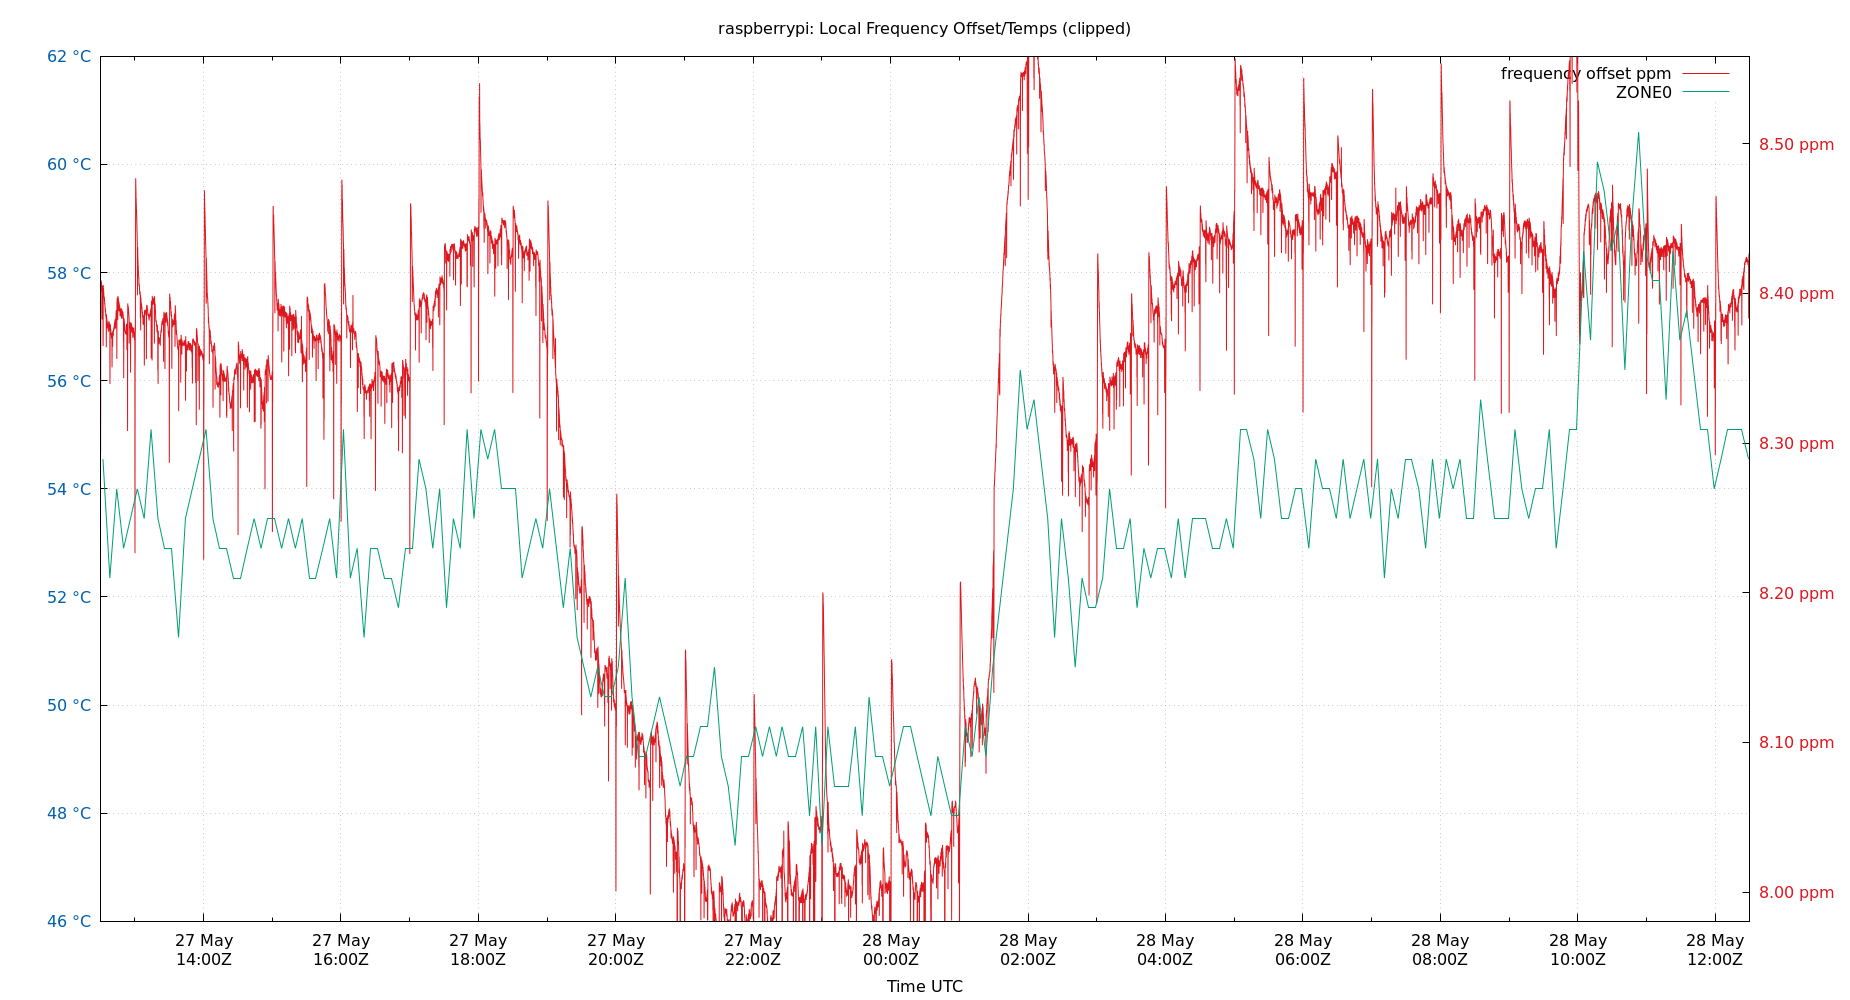 raspberrypi: Local Frequency Offset/Temps (clipped)
frequency offset ppm
ZONE0
62 °C
60 °C
58 °C
56 °C
54 °C
52 °C
50 °C
48 °C
46 °C
8.50 ppm
8.40 ppm
8.30 ppm
8.20 ppm
8.10 ppm
8.00 ppm
27 May
14:00Z
27 May
16:00Z
27 May
18:00Z
27 May
20:00Z
27 May
22:00Z
28 May
00:00Z
28 May
02:00Z
28 May
04:00Z
28 May
06:00Z
28 May
08:00Z
28 May
10:00Z
28 May
12:00Z
Time UTC